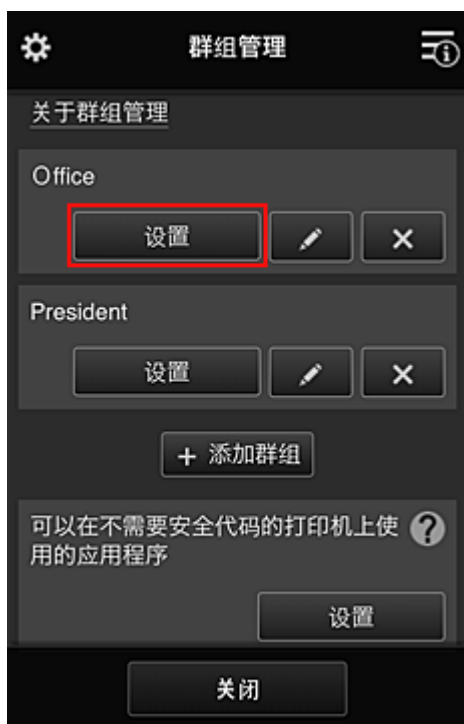 群组管理
关于群组管理
Office
设置
President
设置
+ 添加群组
可以在不需要安全代码的打印机上使
用的应用程序
设置
关闭